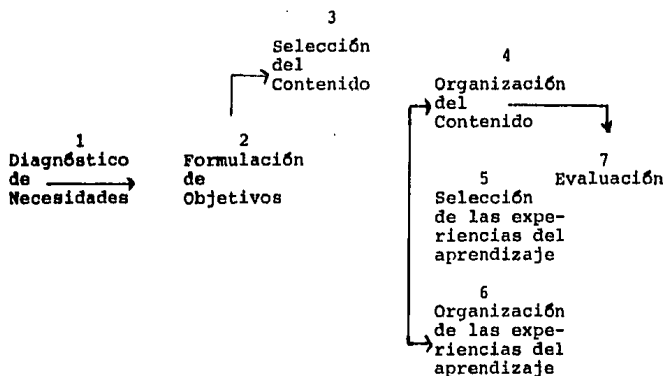 1
Diagnóstico
de
Necesidades
2
Formulación
de
Objetivos
3
Selección
del
Contenido
4
Organización
del
Contenido
5
Selección
de las expe-
riencias del
aprendizaje
6
Organización
de las expe-
riencias del
aprendizaje
7
Evaluación